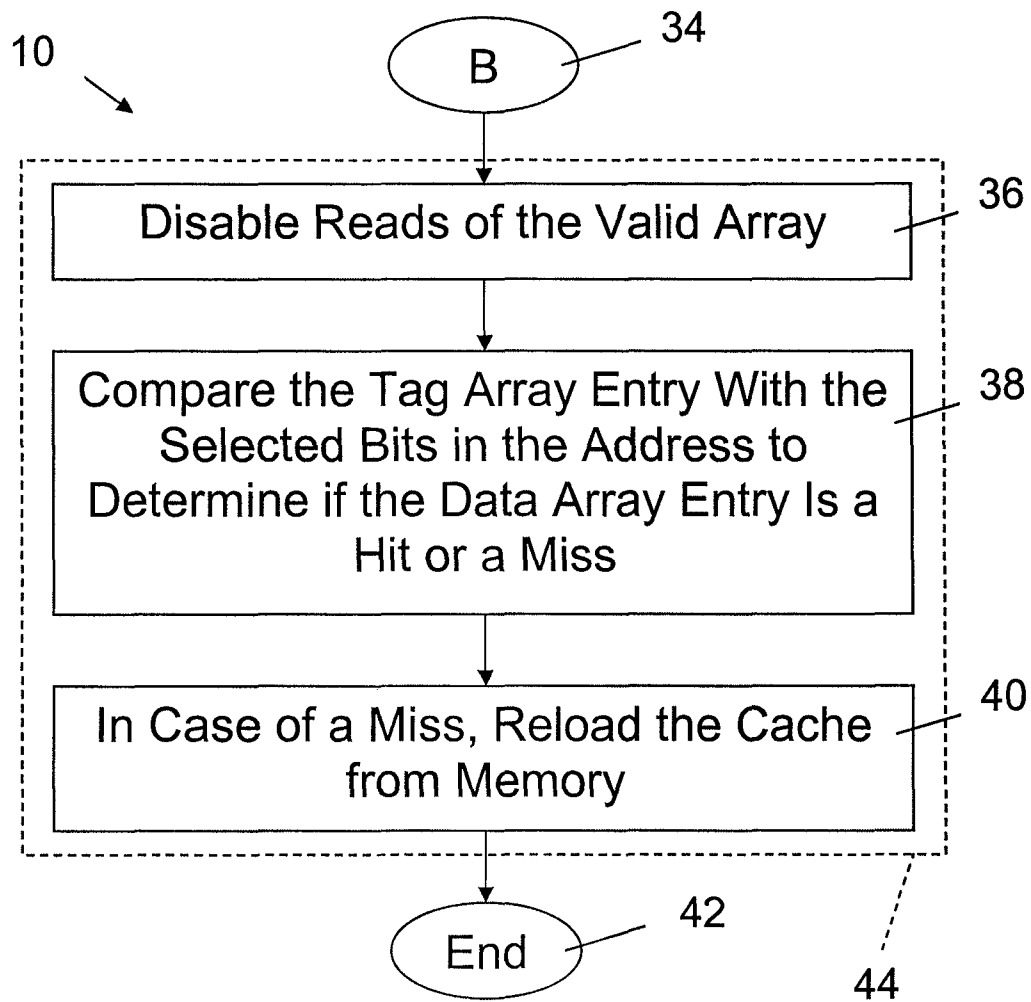 10
B
34
Disable Reads of the Valid Array
36
Compare the Tag Array Entry With the
Selected Bits in the Address to
Determine if the Data Array Entry Is a
Hit or a Miss
38
In Case of a Miss, Reload the Cache
from Memory
40
End
42
44